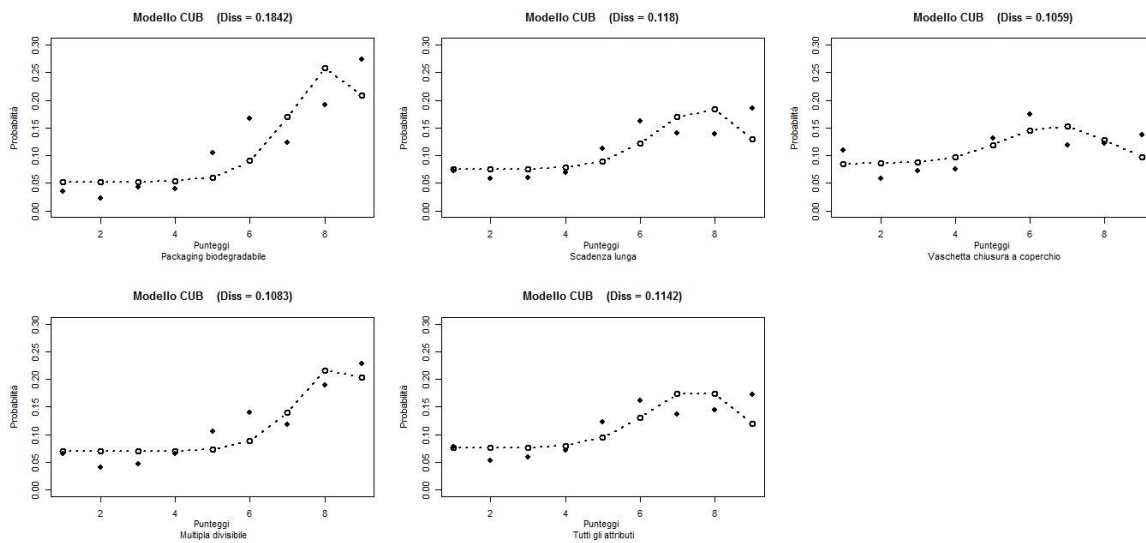 Modello CUB (Diss = 0.1842)
Probabilità
0.00 0.05 0.10 0.15 0.20 0.25 0.30
2 4 6 8
Punteggi
Packaging biodegradabile
Modello CUB (Diss = 0.118)
Probabilità
0.00 0.05 0.10 0.15 0.20 0.25 0.30
2 4 6 8
Punteggi
Scadenza lunga
Modello CUB (Diss = 0.1059)
Probabilità
0.00 0.05 0.10 0.15 0.20 0.25 0.30
2 4 6 8
Punteggi
Vaschetta chiusura a coperchio
Modello CUB (Diss = 0.1083)
Probabilità
0.00 0.05 0.10 0.15 0.20 0.25 0.30
2 4 6 8
Punteggi
Multipla divisibile
Modello CUB (Diss = 0.1142)
Probabilità
0.00 0.05 0.10 0.15 0.20 0.25 0.30
2 4 6 8
Punteggi
Tutti gli attributi